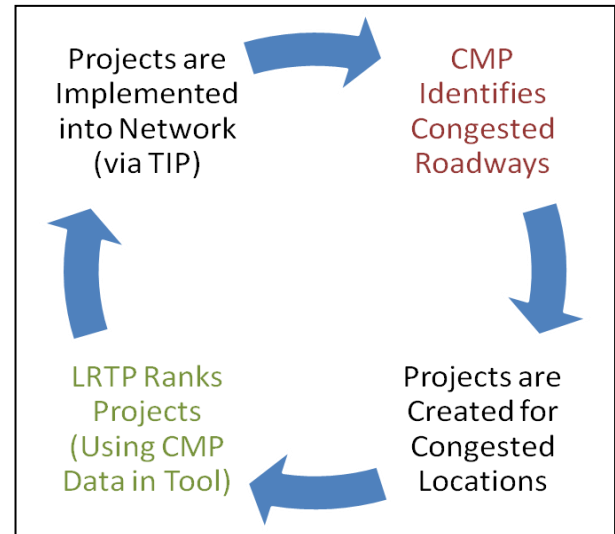 Projects are
Implemented
into Network
(via TIP)
CMP
Identifies
Congested
Roadways
Projects are
Created for
Congested
Locations
LRTP Ranks
Projects
(Using CMP
Data in Tool)